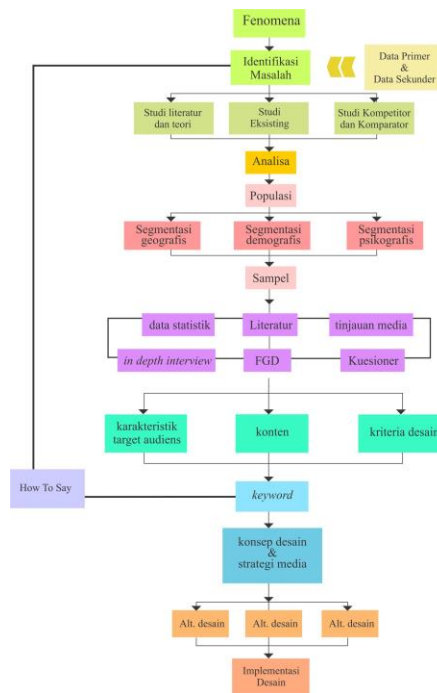 Fenomena
Identifikasi
Masalah
Data Primer
&
Data Sekunder
Studi literatur
dan teori
Studi
Eksisting
Studi Kompetitor
dan Komparator
Analisa
Populasi
Segmentasi
geografis
Segmentasi
demografis
Segmentasi
psikografis
Sampel
data statistik
Literatur
tinjauan media
in depth interview
FGD
Kuesioner
karakteristik
target audiens
konten
kriteria desain
How To Say
keyword
konsep desain
&
strategi media
Alt. desain
Alt. desain
Alt. desain
Implementasi
Desain